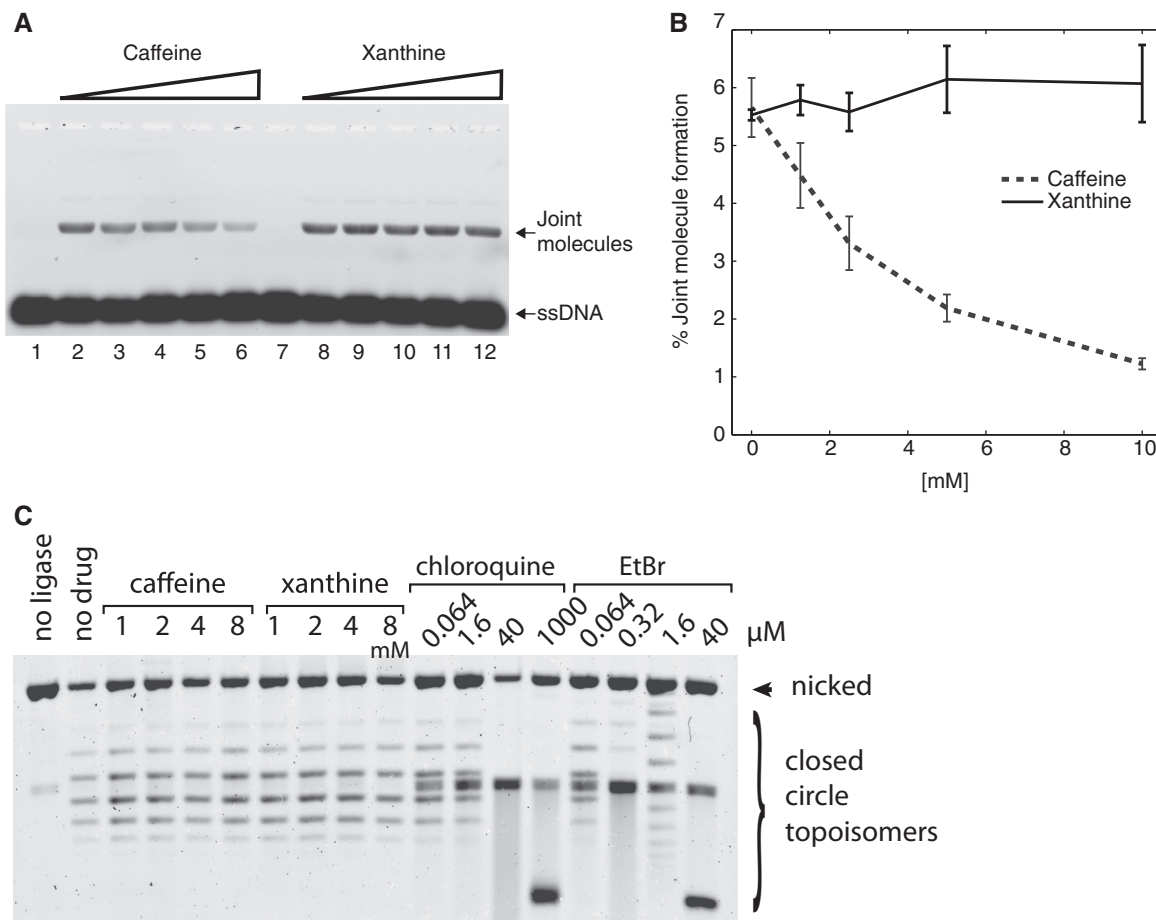 A
Caffeine Xanthine
Joint
molecules
ssDNA
1 2 3 4 5 6 7 8 9 10 11 12
B
7
6
5
4
3
2
1
0
% Joint molecule formation
Caffeine
Xanthine
0 2 4 6 8 10
[mM]
C
no ligase
no drug
caffeine xanthine chloroquine EtBr
1 2 4 8 1 2 4 8 0.064 1.6 40 1000 0.064 0.32 1.6 40 µM
mM
nicked
closed
circle
topoisomers